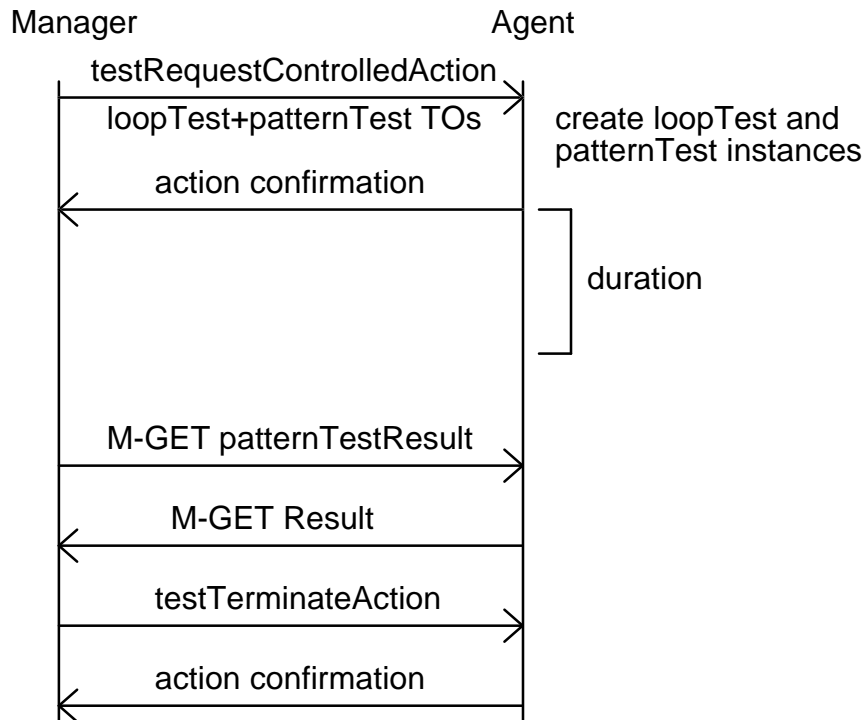 Manager
Agent
testRequestControlledAction
loopTest+patternTest TOs
create loopTest and
patternTest instances
action confirmation
duration
M-GET patternTestResult
M-GET Result
testTerminateAction
action confirmation